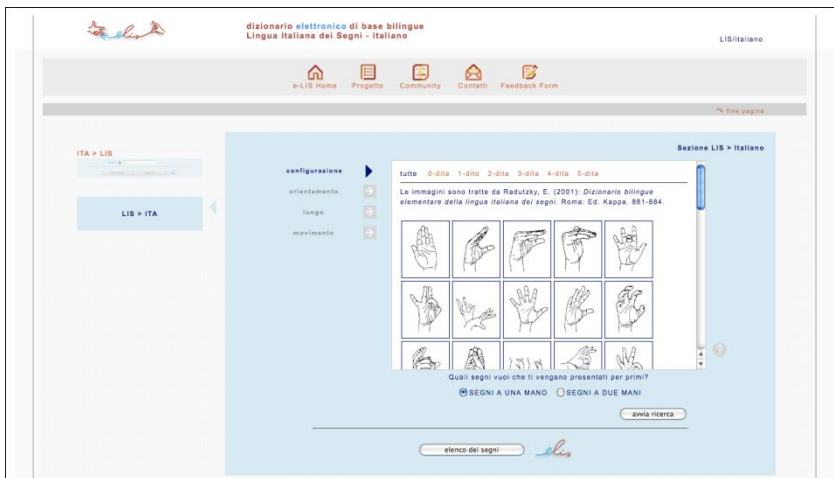 elis
dizionario elettronico di base bilingue
Lingua Italiana dei Segni - italiano
LIS/italiano
e-LIS Home
Progetto
Community
Contatti
Feedback Form
fine pagina
Sezione LIS > Italiano
ITA > LIS
LIS > ITA
configurazione
orientamento
luogo
movimento
tutte 0-dita 1-dito 2-dita 3-dita 4-dita 5-dita
Le immagini sono tratte da Radutzky, E. (2001): Dizionario bilingue
elementare della lingua italiana dei segni. Roma: Ed. Kappa. 881-884.
?
Quali segni vuoi che ti vengano presentati per primi?
SEGNI A UNA MANO SEGNI A DUE MANI
avvia ricerca
elenco dei segni
elis